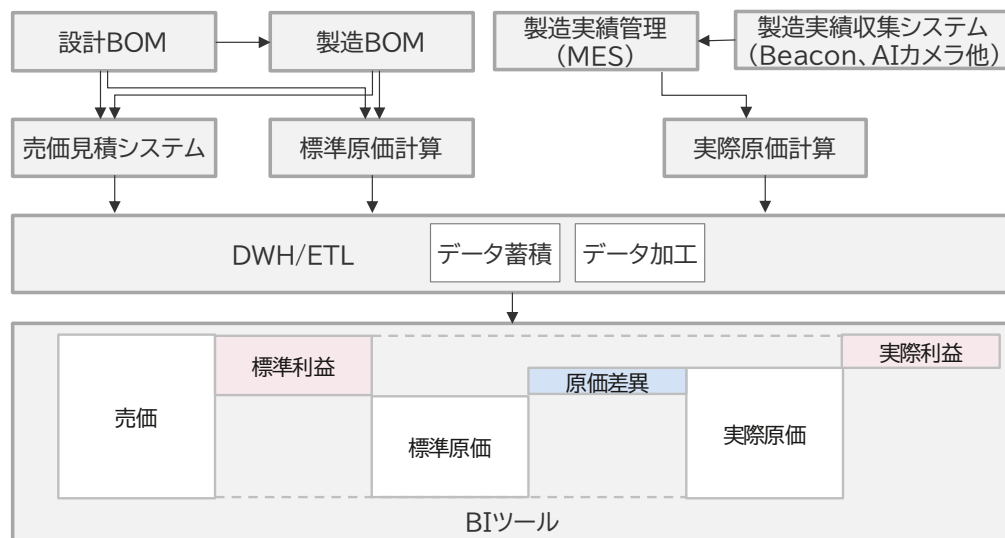 設計BOM
製造BOM
製造実績管理
（MES）
製造実績収集システム
（Beacon、AIカメラ他）
売価見積システム
標準原価計算
実際原価計算
DWH/ETL
データ蓄積
データ加工
売価
標準利益
標準原価
原価差異
実際原価
実際利益
BIツール